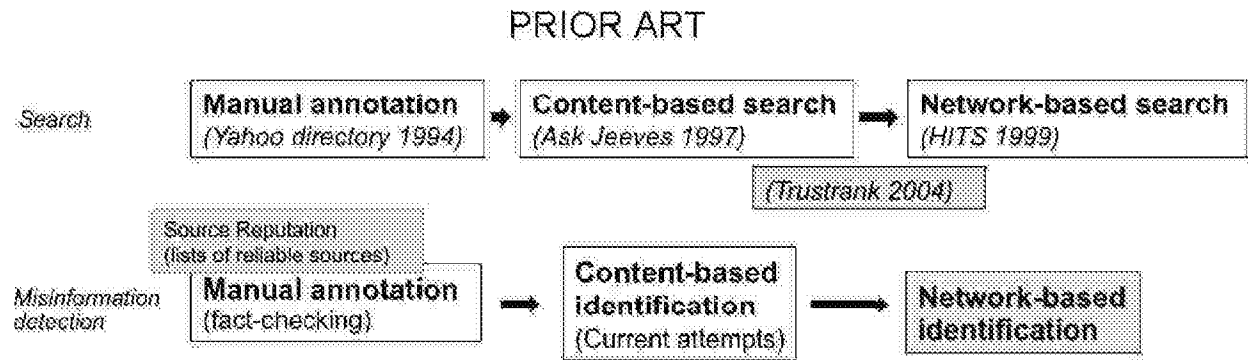 PRIOR ART
Search
Manual annotation
(Yahoo directory 1994)
Content-based search
(Ask Jeeves 1997)
Network-based search
(HITS 1999)
(Trustrank 2004)
Source Reputation
(lists of reliable sources)
Misinformation
detection
Manual annotation
(fact-checking)
Content-based
identification
(Current attempts)
Network-based
identification